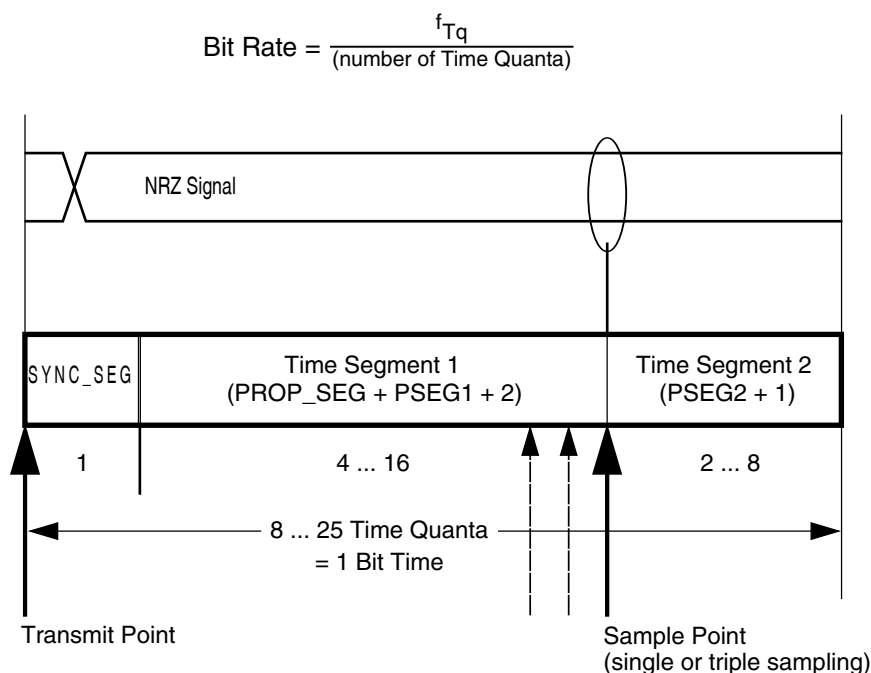 Bit Rate = fTq
(number of Time Quanta)
NRZ Signal
SYNC_SEG
Time Segment 1
(PROP_SEG + PSEG1 + 2)
Time Segment 2
(PSEG2 + 1)
1
4 ... 16
2 ... 8
8 ... 25 Time Quanta
= 1 Bit Time
Transmit Point
Sample Point
(single or triple sampling)